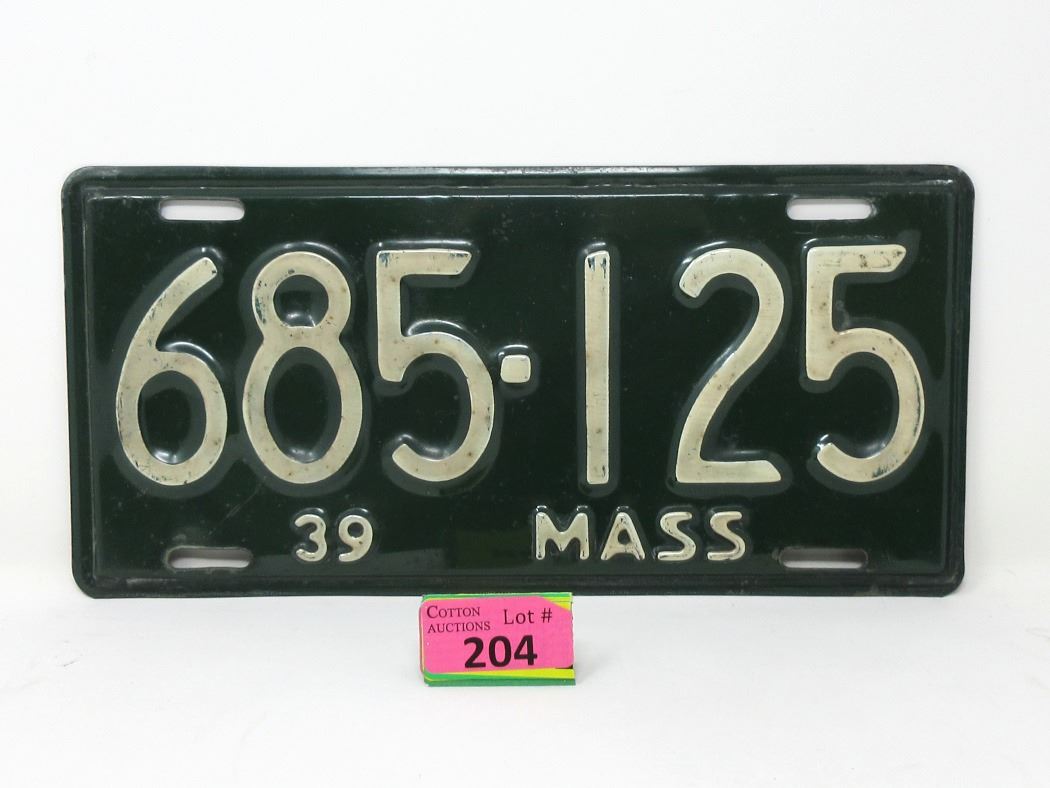 685·125
39 MASS
COTTON AUCTIONS Lot #
204